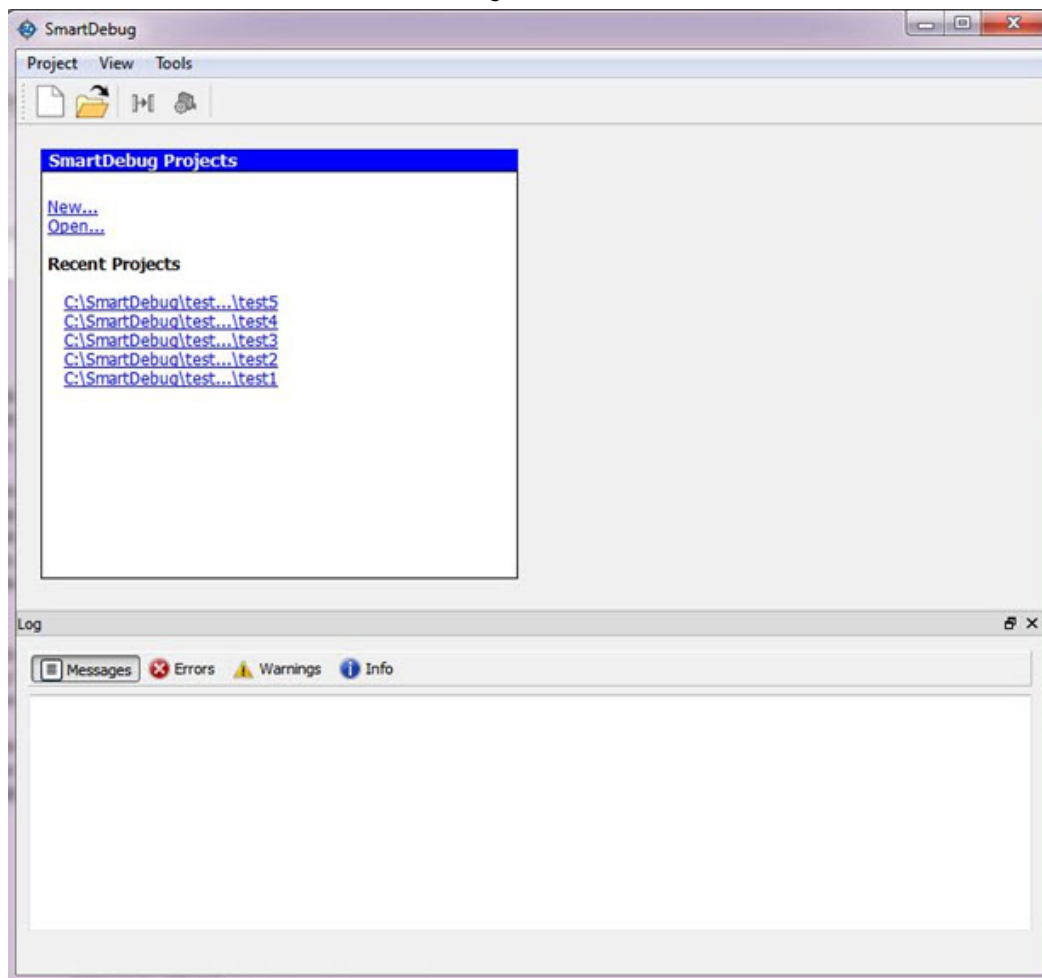 SmartDebug
Project View Tools
SmartDebug Projects
New...
Open...
Recent Projects
C:\SmartDebug\test...\test5
C:\SmartDebug\test...\test4
C:\SmartDebug\test...\test3
C:\SmartDebug\test...\test2
C:\SmartDebug\test...\test1
Log
Messages Errors Warnings Info